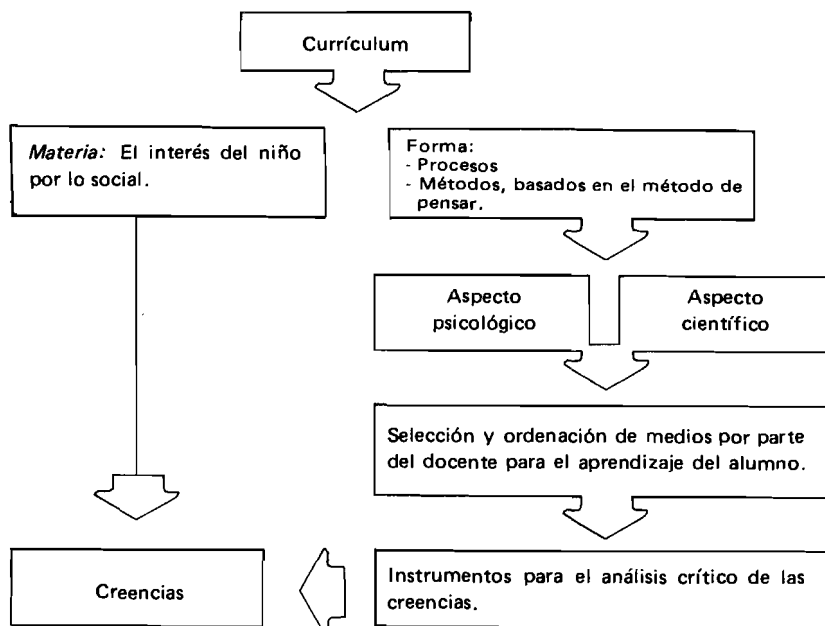 Currículum
Materia: El interés del niño
por lo social.
Forma:
- Procesos
- Métodos, basados en el método de
pensar.
Aspecto
psicológico
Aspecto
científico
Selección y ordenación de medios por parte
del docente para el aprendizaje del alumno.
Creencias
Instrumentos para el análisis crítico de las
creencias.